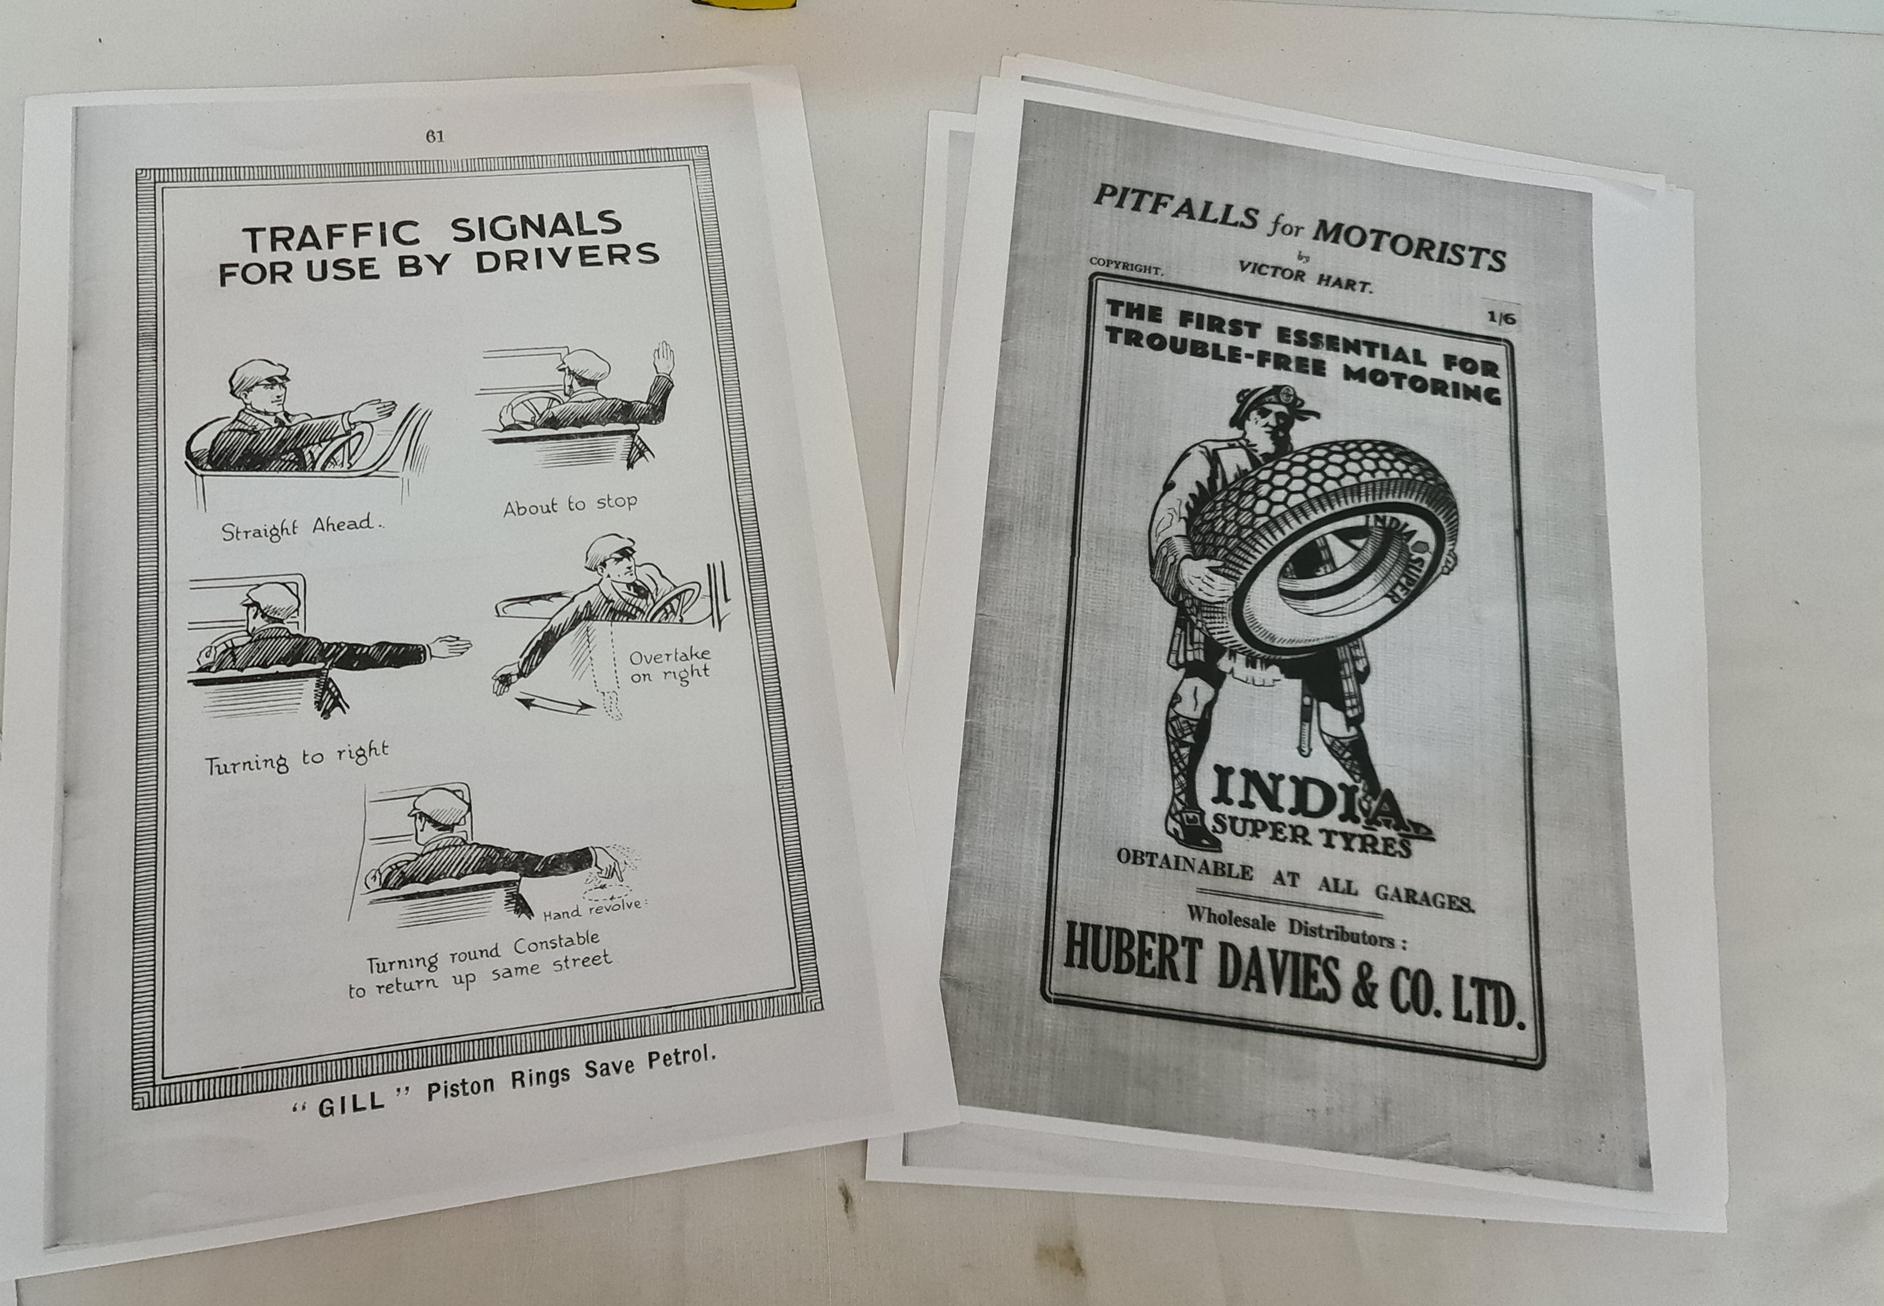 61
TRAFFIC SIGNALS
FOR USE BY DRIVERS
Straight Ahead.
About to stop
Turning to right
Overtake
on right
Hand revolve:
Turning round Constable
to return up same street
"GILL" Piston Rings Save Petrol.
PITFALLS for MOTORISTS
by
VICTOR HART.
COPYRIGHT.
1/6
THE FIRST ESSENTIAL FOR
TROUBLE-FREE MOTORING
INDIA SUPER
INDIA
SUPER TYRES
OBTAINABLE AT ALL GARAGES.
Wholesale Distributors:
HUBERT DAVIES & CO. LTD.